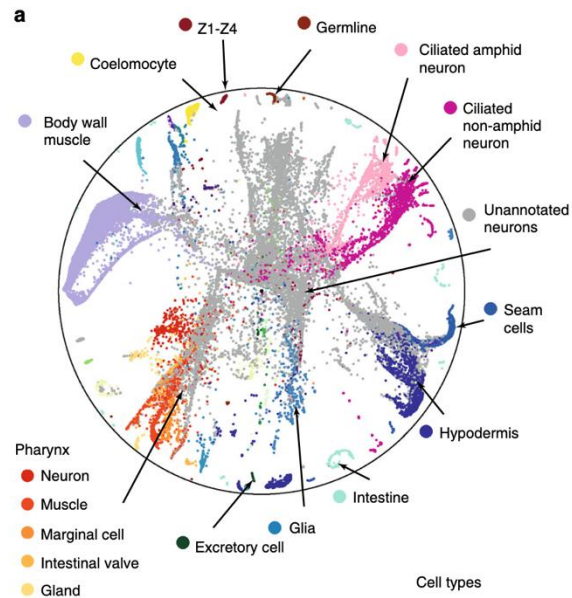 a
Z1-Z4
Germline
Coelomocyte
Ciliated amphid
neuron
Body wall
muscle
Ciliated
non-amphid
neuron
Unannotated
neurons
Seam
cells
Hypodermis
Intestine
Glia
Excretory cell
Pharynx
Neuron
Muscle
Marginal cell
Intestinal valve
Gland
Cell types